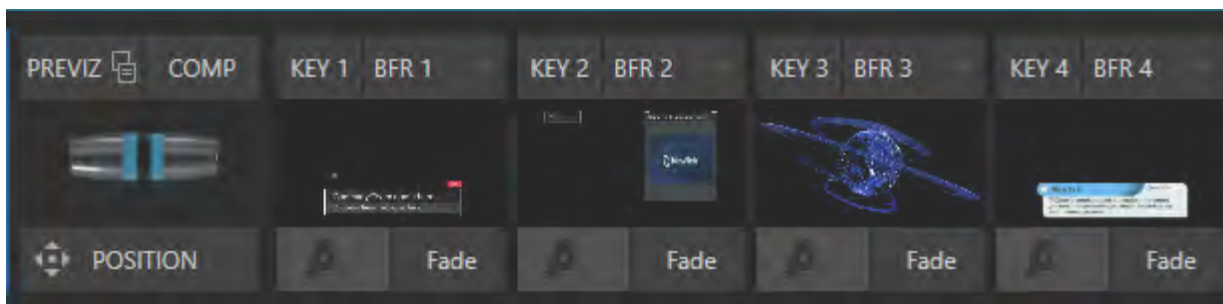 PREVIZ COMP KEY 1 BFR 1 KEY 2 BFR 2 KEY 3 BFR 3 KEY 4 BFR 4
POSITION Fade Fade Fade Fade